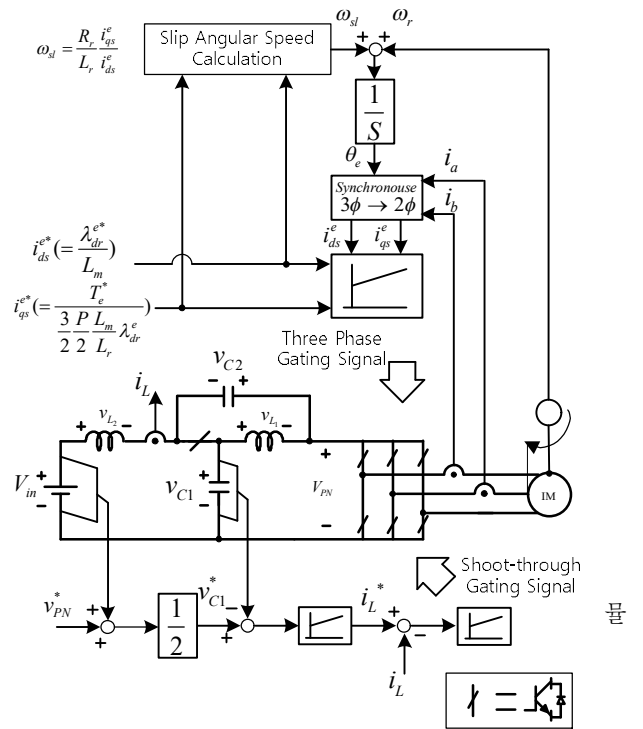 ω_sl = R_r/L_r i_qs^e/i_ds^e
Slip Angular Speed
Calculation
ω_sl
ω_r
+
+
1/S
θ_e
i_a
i_b
Synchronouse
3ϕ → 2ϕ
i_ds^e
i_qs^e
i_ds^e*(= λ_dr^e*/L_m)
i_qs^e*(= T_e^*/(3/2 P/2 L_m/L_r λ_dr^e))
Three Phase
Gating Signal
v_C2
- +
i_L
+ v_L2 -
+ v_L1 -
+
V_in
+
-
v_C1
+
-
V_PN
-
IM
Shoot-through
Gating Signal
v_PN^*
+
+
1/2
v_C1^*
-
+
i_L^*
+
-
i_L
=